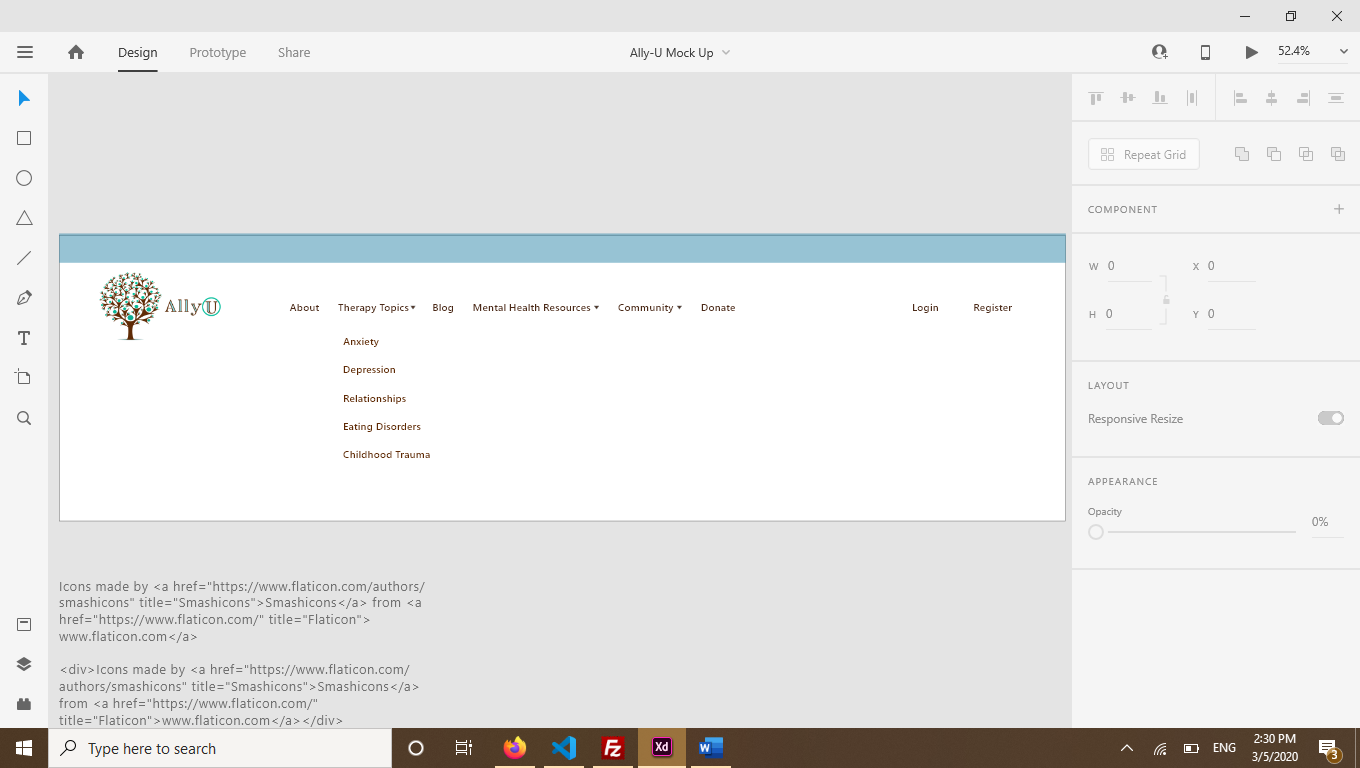 Design Prototype Share Ally-U Mock Up 52.4%
Repeat Grid
COMPONENT
W 0 X 0
H 0 Y 0
LAYOUT
Responsive Resize
APPEARANCE
Opacity
0%
AllyU
About Therapy Topics Blog Mental Health Resources Community Donate Login Register
Anxiety
Depression
Relationships
Eating Disorders
Childhood Trauma
Icons made by <a href="https://www.flaticon.com/authors/
smashicons" title="Smashicons">Smashicons</a> from <a
href="https://www.flaticon.com/" title="Flaticon">
www.flaticon.com</a>
<div>Icons made by <a href="https://www.flaticon.com/
authors/smashicons" title="Smashicons">Smashicons</a>
from <a href="https://www.flaticon.com/"
title="Flaticon">www.flaticon.com</a></div>
Type here to search
Fz
Xd
W
ENG
2:30 PM
3/5/2020
3